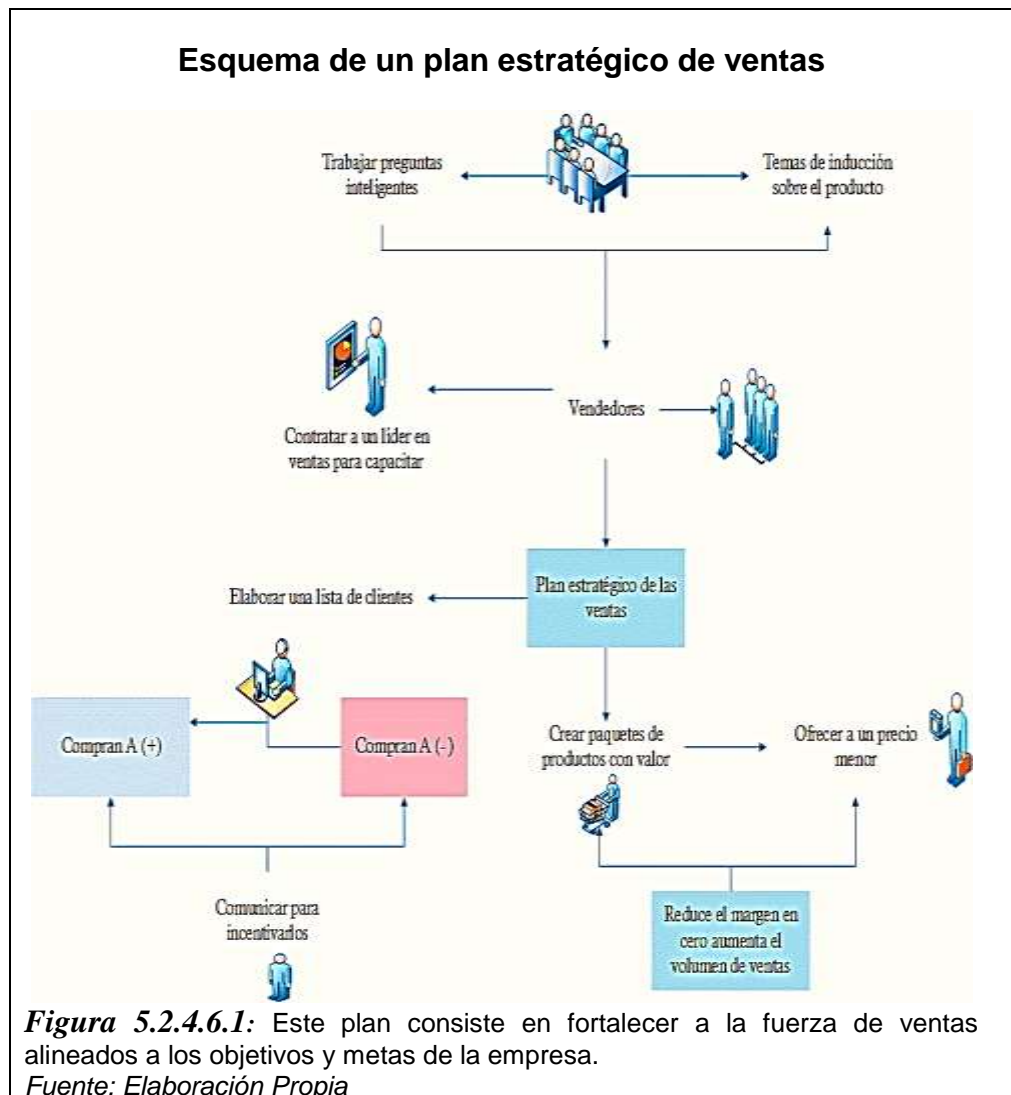 Esquema de un plan estratégico de ventas
Trabajar preguntas
inteligentes
Temas de inducción
sobre el producto
Contratar a un líder en
ventas para capacitar
Vendedores
Elaborar una lista de clientes
Plan estratégico de las
ventas
Compran A (+)
Compran A (-)
Crear paquetes de
productos con valor
Ofrecer a un precio
menor
Comunicar para
incentivarlos
Reduce el margen en
cero aumenta el
volumen de ventas
Figura 5.2.4.6.1: Este plan consiste en fortalecer a la fuerza de ventas
alineados a los objetivos y metas de la empresa.
Fuente: Elaboración Propia